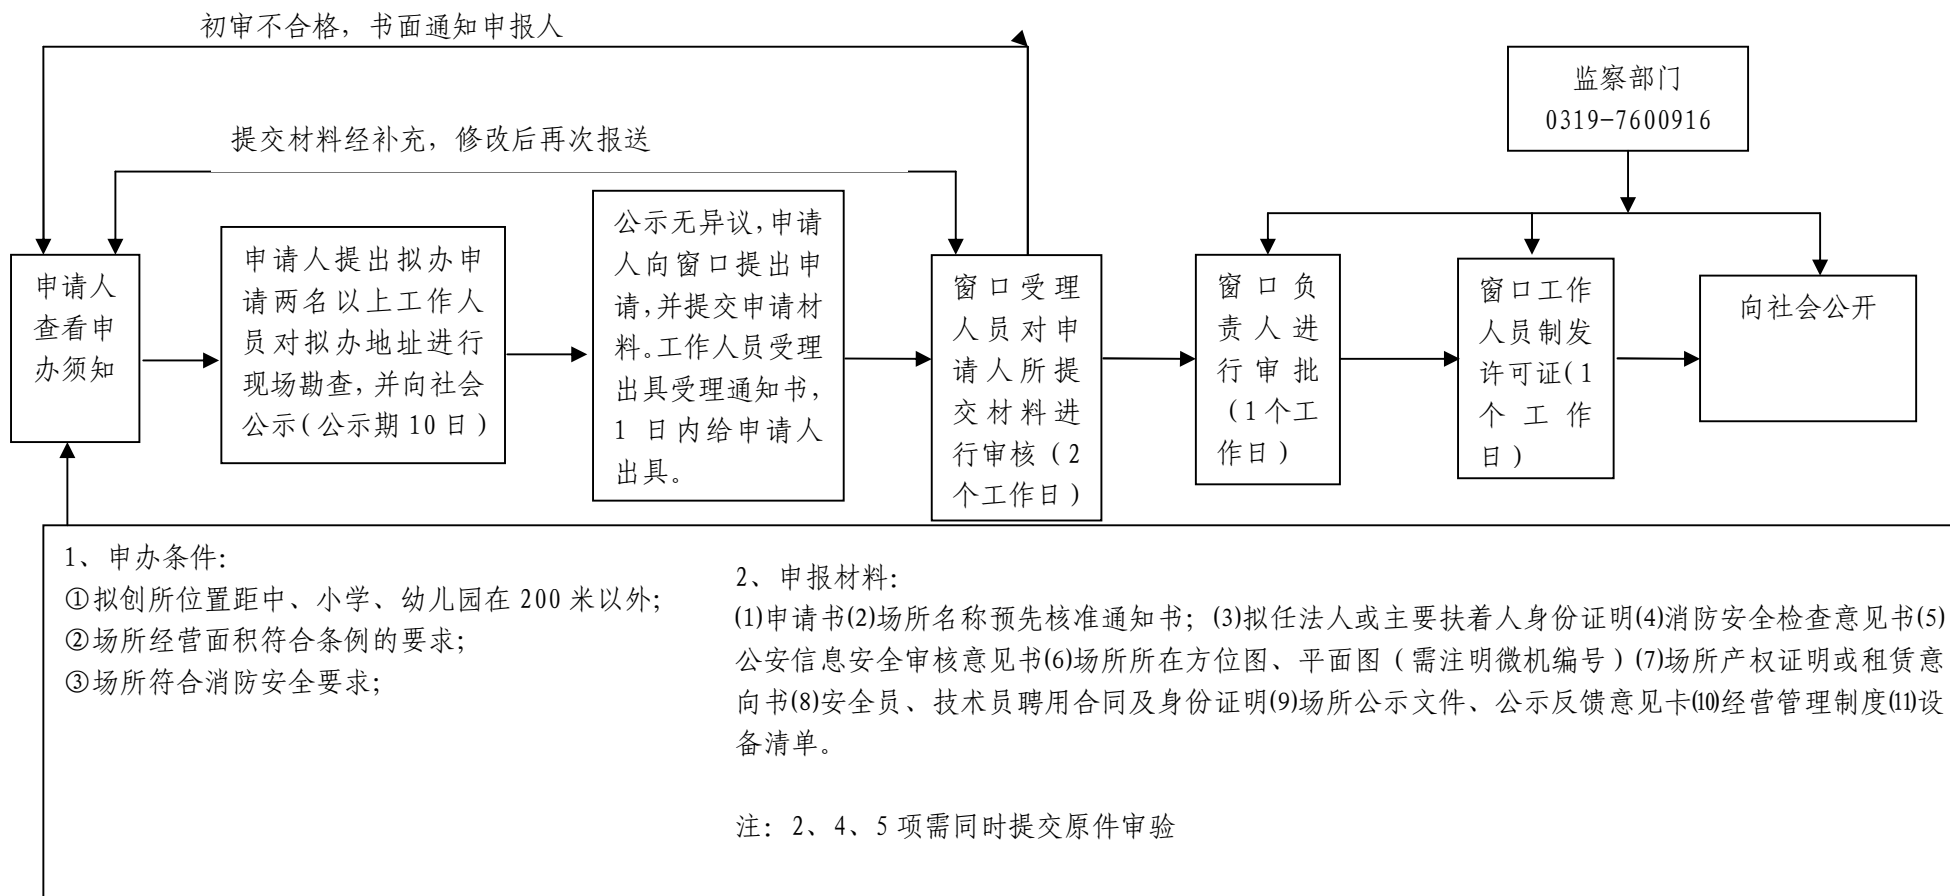 初审不合格，书面通知申报人
监察部门
0319-7600916
提交材料经补充，修改后再次报送
申请人
查看申
办须知
申请人提出拟办申
请两名以上工作人
员对拟办地址进行
现场勘查，并向社会
公示(公示期10日)
公示无异议，申请
人向窗口提出申
请，并提交申请材
料。工作人员受理
出具受理通知书，
1 日内给申请人
出具。
窗口受理
人员对申
请人所提
交材料进
行审核（2
个工作日)
窗口负
责人进
行审批
（1个工
作日)
窗口工作
人员制发
许可证(1
个工作
日)
向社会公开
1、申办条件：
①拟创所位置距中、小学、幼儿园在 200 米以外；
②场所经营面积符合条例的要求；
③场所符合消防安全要求；
2、申报材料：
(1)申请书(2)场所名称预先核准通知书；(3)拟任法人或主要扶着人身份证明(4)消防安全检查意见书(5)
公安信息安全审核意见书(6)场所所在方位图、平面图（需注明微机编号）(7)场所产权证明或租赁意
向书(8)安全员、技术员聘用合同及身份证明(9)场所公示文件、公示反馈意见卡(10)经营管理制度(11)设
备清单。
注：2、4、5 项需同时提交原件审验